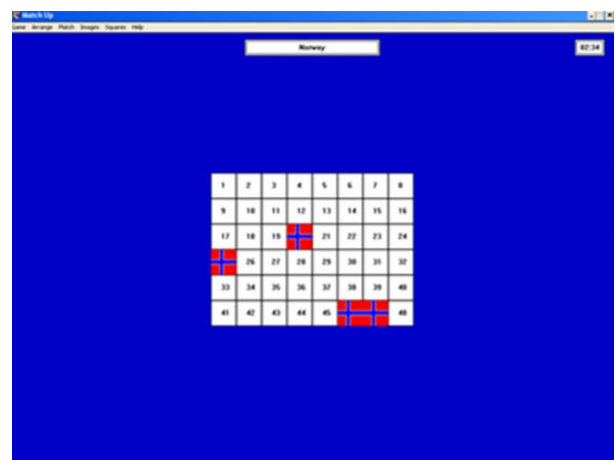 Match Up
Game Arrange Match Images Squares Help
Norway 02:34
1 2 3 4 5 6 7 8
9 10 11 12 13 14 15 16
17 18 19 21 22 23 24
26 27 28 29 30 31 32
33 34 35 36 37 38 39 40
41 42 43 44 45 48